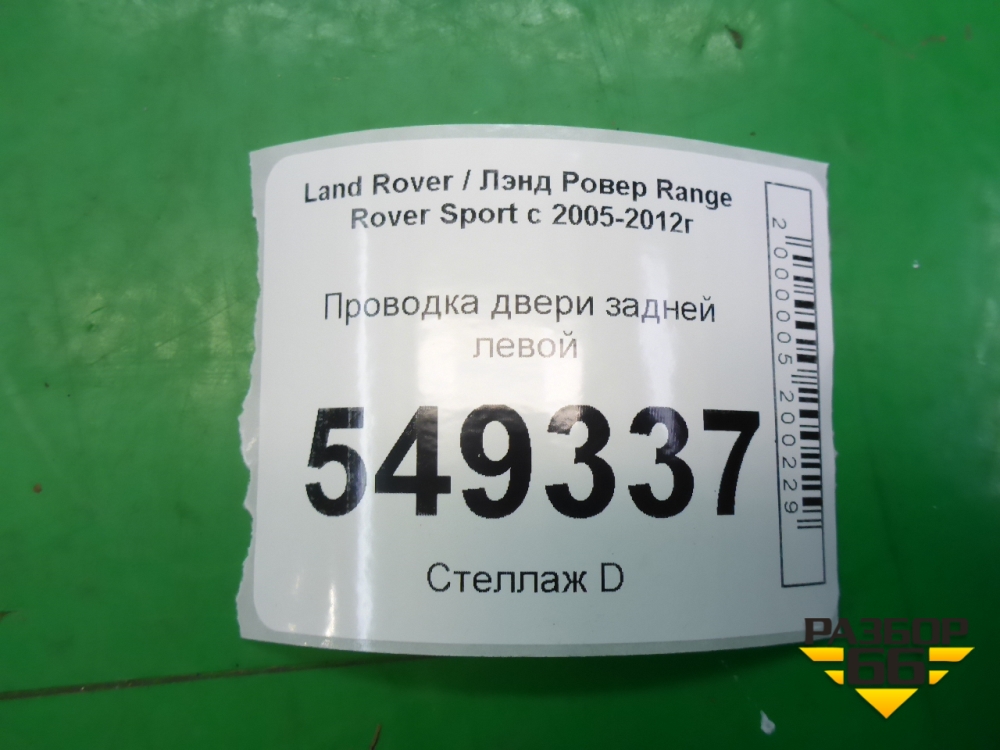 Land Rover / Лэнд Ровер Range
Rover Sport с 2005-2012г
Проводка двери задней
левой
549337
Стеллаж D
2000005200229
РАЗБОР
66